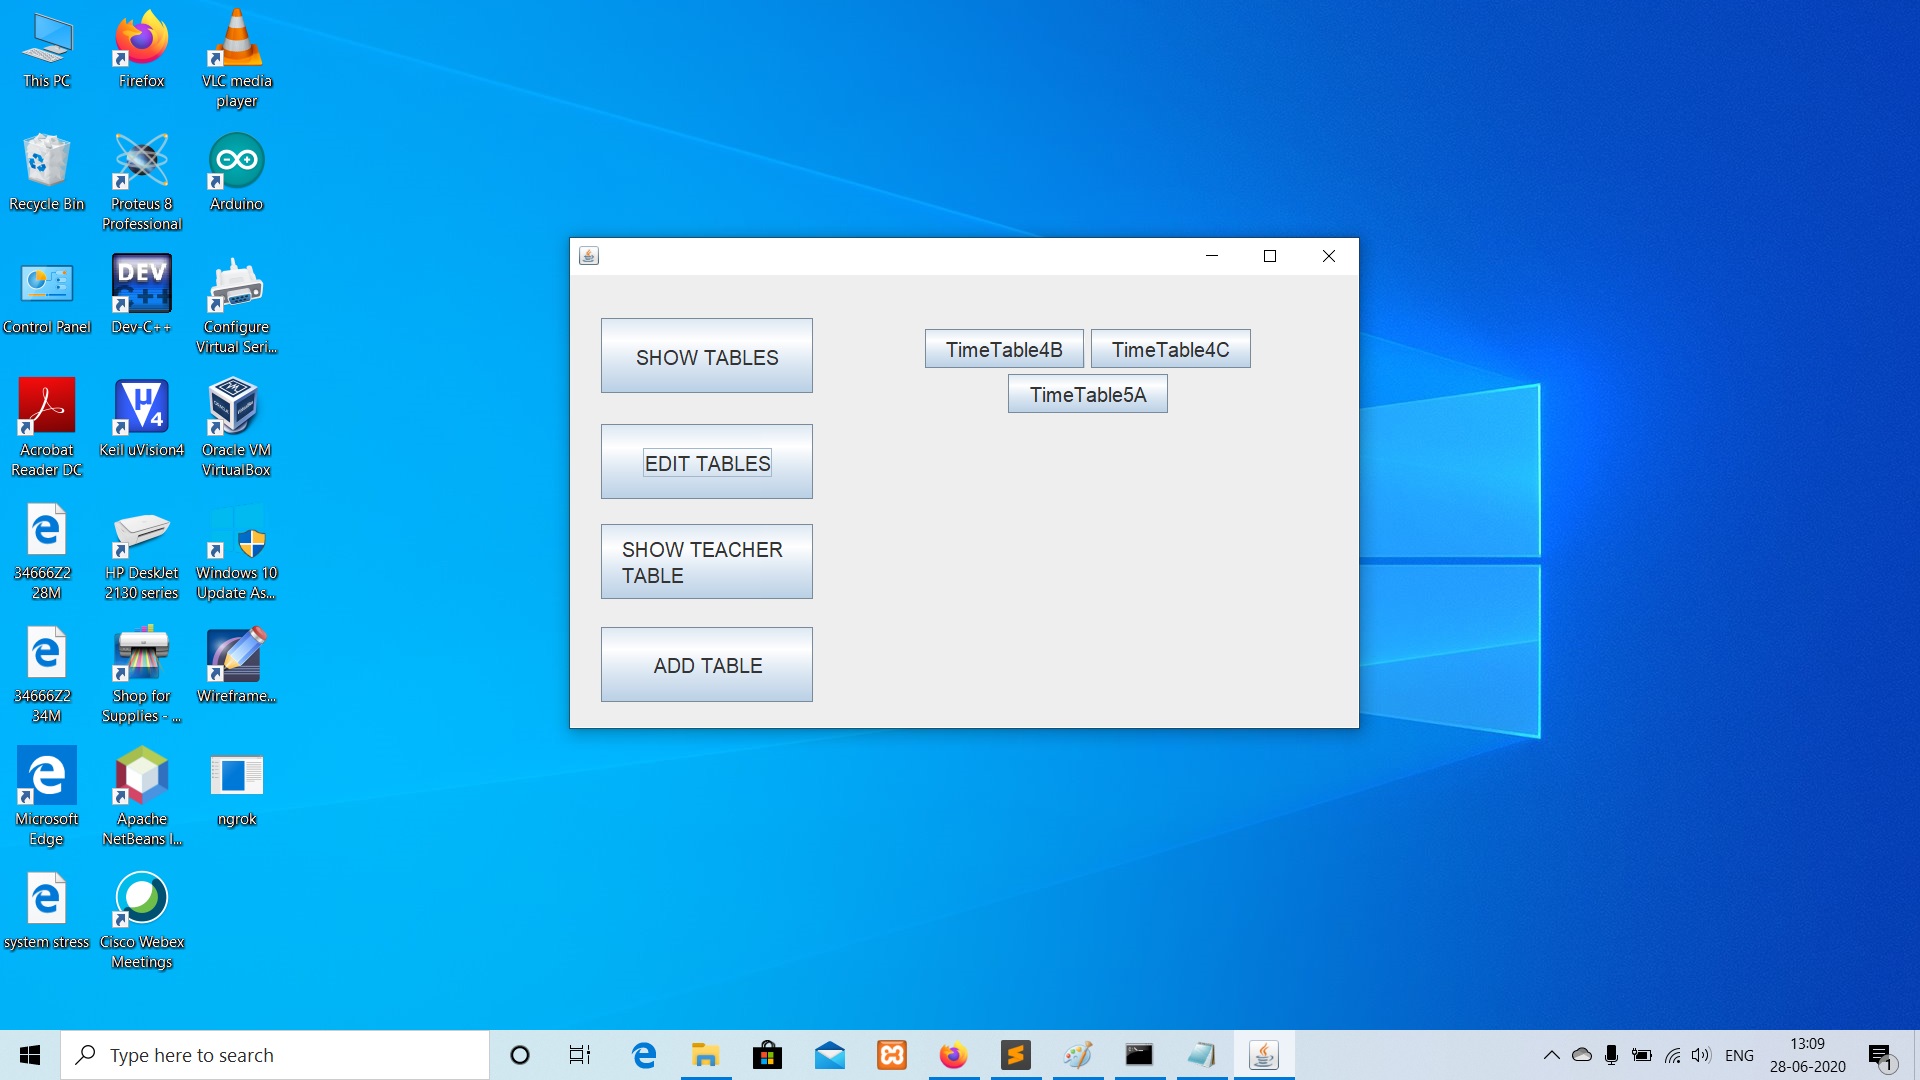 This PC
Firefox
VLC media
player
Recycle Bin
Proteus 8
Professional
Arduino
Control Panel
DEV
C++
Dev-C++
Configure
Virtual Seri...
Acrobat
Reader DC
μ
V4
Keil uVision4
Oracle VM
VirtualBox
34666Z2
28M
HP DeskJet
2130 series
Windows 10
Update As...
34666Z2
34M
Shop for
Supplies - ...
Wireframe...
Microsoft
Edge
Apache
NetBeans I...
ngrok
system stress
Cisco Webex
Meetings
SHOW TABLES
EDIT TABLES
SHOW TEACHER
TABLE
ADD TABLE
TimeTable4B
TimeTable4C
TimeTable5A
Type here to search
ENG
13:09
28-06-2020
1